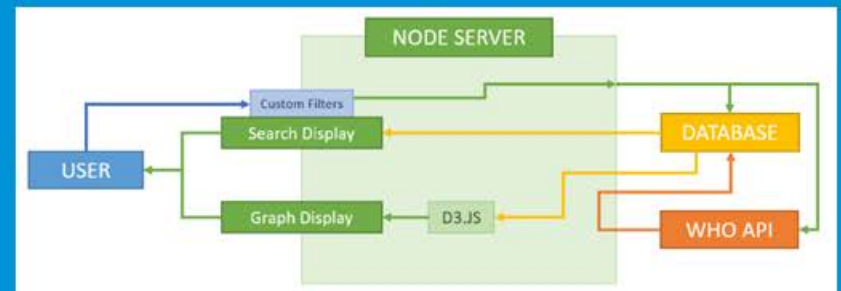 NODE SERVER
Custom Filters
Search Display
DATABASE
USER
Graph Display
D3.JS
WHO API